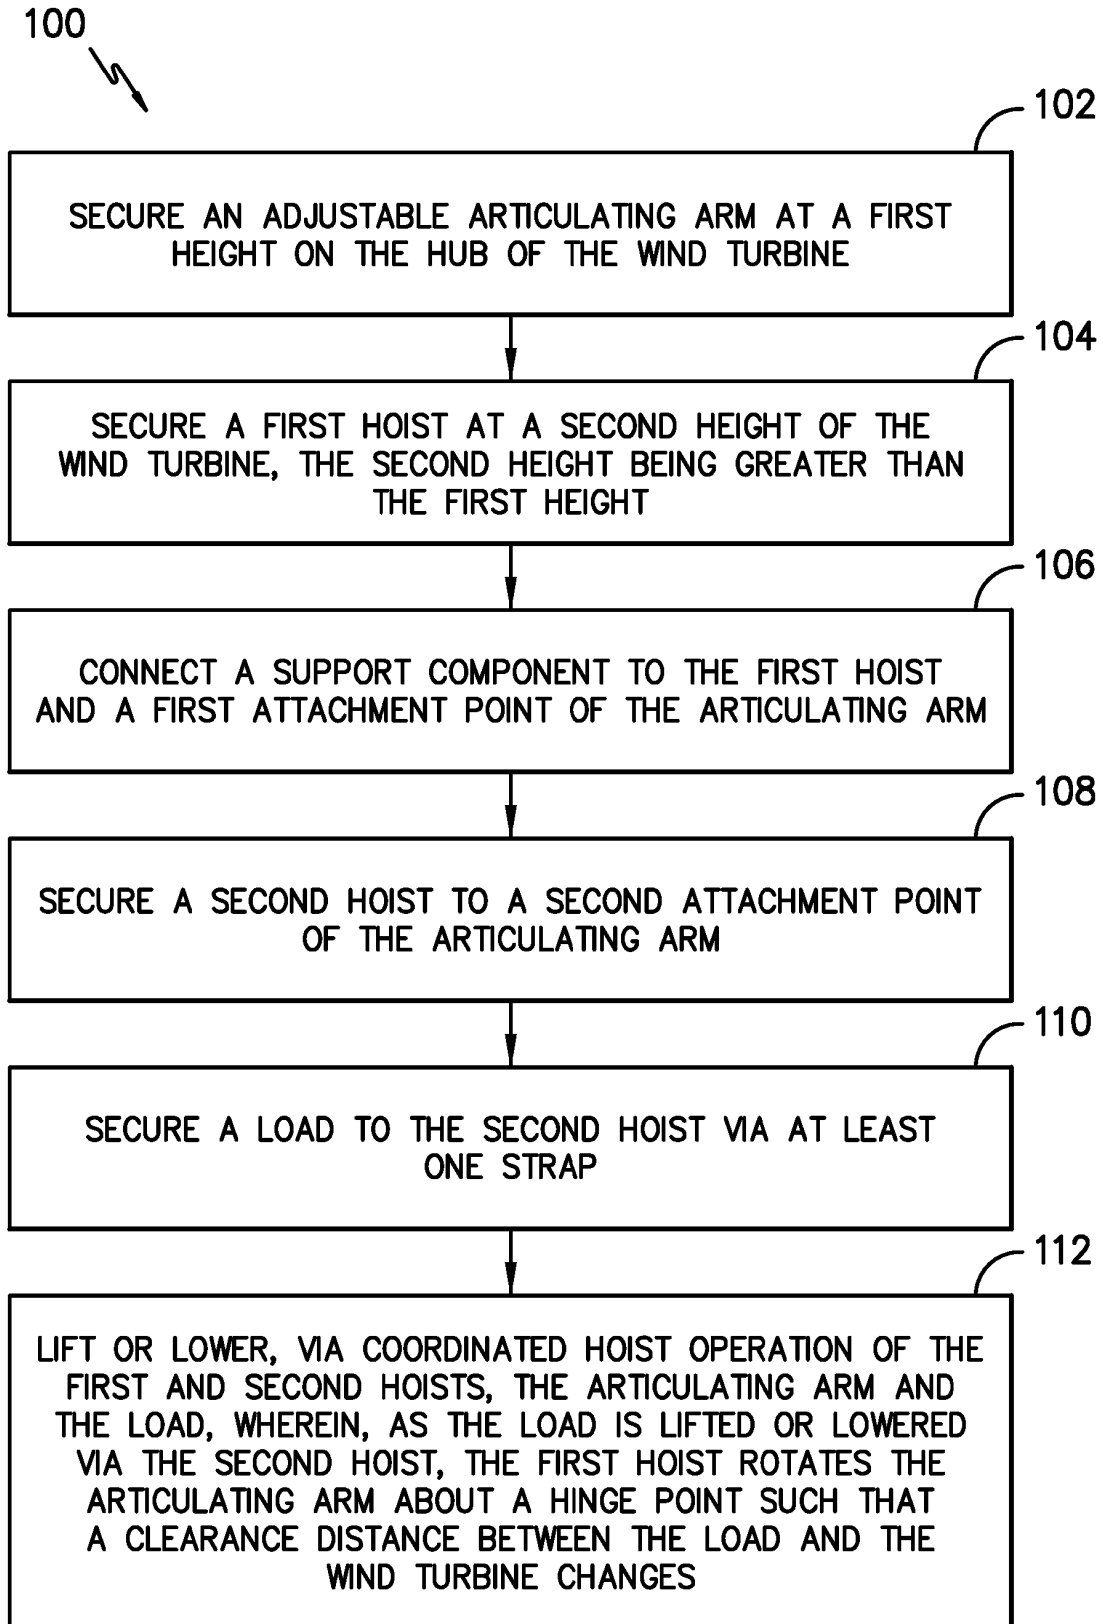 100
102
SECURE AN ADJUSTABLE ARTICULATING ARM AT A FIRST
HEIGHT ON THE HUB OF THE WIND TURBINE
104
SECURE A FIRST HOIST AT A SECOND HEIGHT OF THE
WIND TURBINE, THE SECOND HEIGHT BEING GREATER THAN
THE FIRST HEIGHT
106
CONNECT A SUPPORT COMPONENT TO THE FIRST HOIST
AND A FIRST ATTACHMENT POINT OF THE ARTICULATING ARM
108
SECURE A SECOND HOIST TO A SECOND ATTACHMENT POINT
OF THE ARTICULATING ARM
110
SECURE A LOAD TO THE SECOND HOIST VIA AT LEAST
ONE STRAP
112
LIFT OR LOWER, VIA COORDINATED HOIST OPERATION OF THE
FIRST AND SECOND HOISTS, THE ARTICULATING ARM AND
THE LOAD, WHEREIN, AS THE LOAD IS LIFTED OR LOWERED
VIA THE SECOND HOIST, THE FIRST HOIST ROTATES THE
ARTICULATING ARM ABOUT A HINGE POINT SUCH THAT
A CLEARANCE DISTANCE BETWEEN THE LOAD AND THE
WIND TURBINE CHANGES